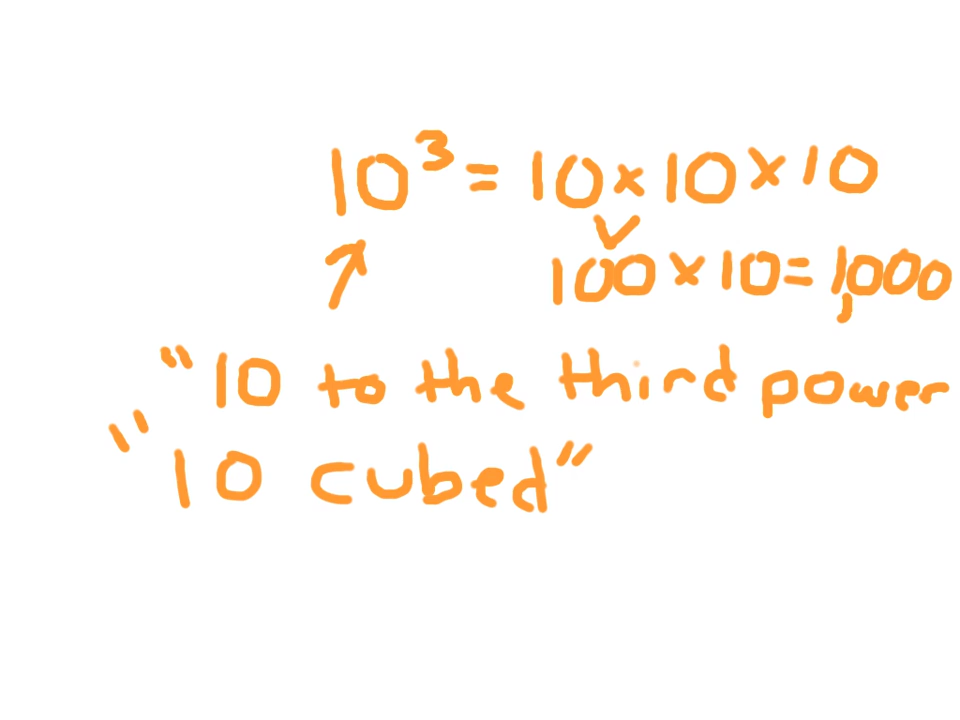 10³ = 10 × 10 × 10
100 × 10 = 1,000
"10 to the third power
"10 cubed"